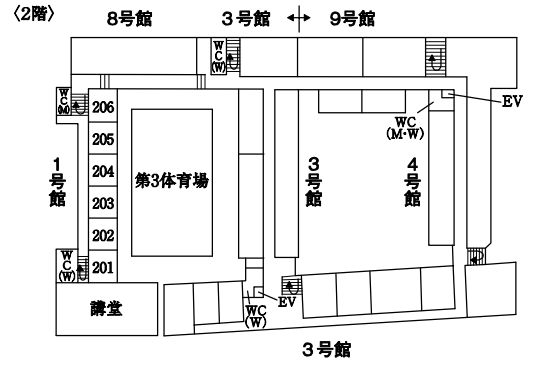 〈2階〉
8号館
3号館
9号館
WC
(W)
WC
(M)
206
205
204
203
202
201
第3体育場
1号館
3号館
4号館
WC
(M・W)
EV
WC
(W)
講堂
EV
WC
(W)
3号館